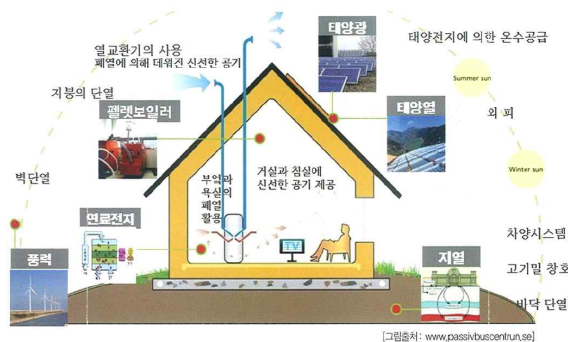 열교환기의 사용
폐열에 의해 데워진 신선한 공기
태양광
태양전지에 의한 온수공급
지붕의 단열
펠렛보일러
Summer sun
외 피
태양열
벽단열
부엌과
욕실의
폐열
활용
거실과 침실에
신선한 공기 제공
Winter sun
연료전지
차양시스템
풍력
지열
고기밀 창호
바닥 단열
[그림출처: www.passivbuscentrun,se]